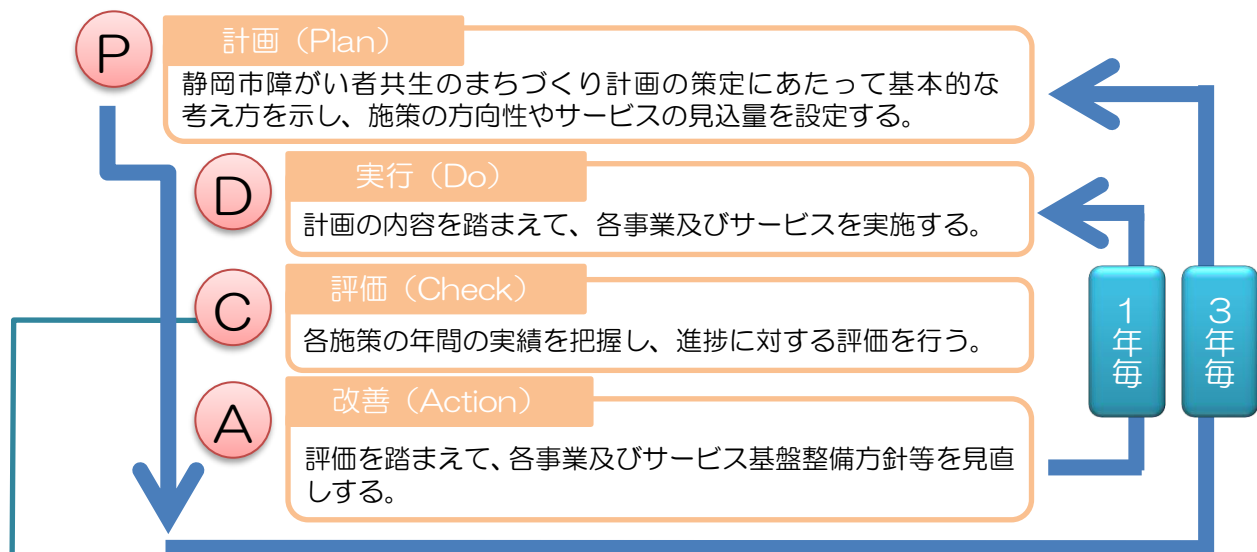 P
計画（Plan）
静岡市障がい者共生のまちづくり計画の策定にあたって基本的な
考え方を示し、施策の方向性やサービスの見込量を設定する。
D
実行（Do）
計画の内容を踏まえて、各事業及びサービスを実施する。
C
評価（Check）
各施策の年間の実績を把握し、進捗に対する評価を行う。
A
改善（Action）
評価を踏まえて、各事業及びサービス基盤整備方針等を見直
しする。
１年毎
３年毎